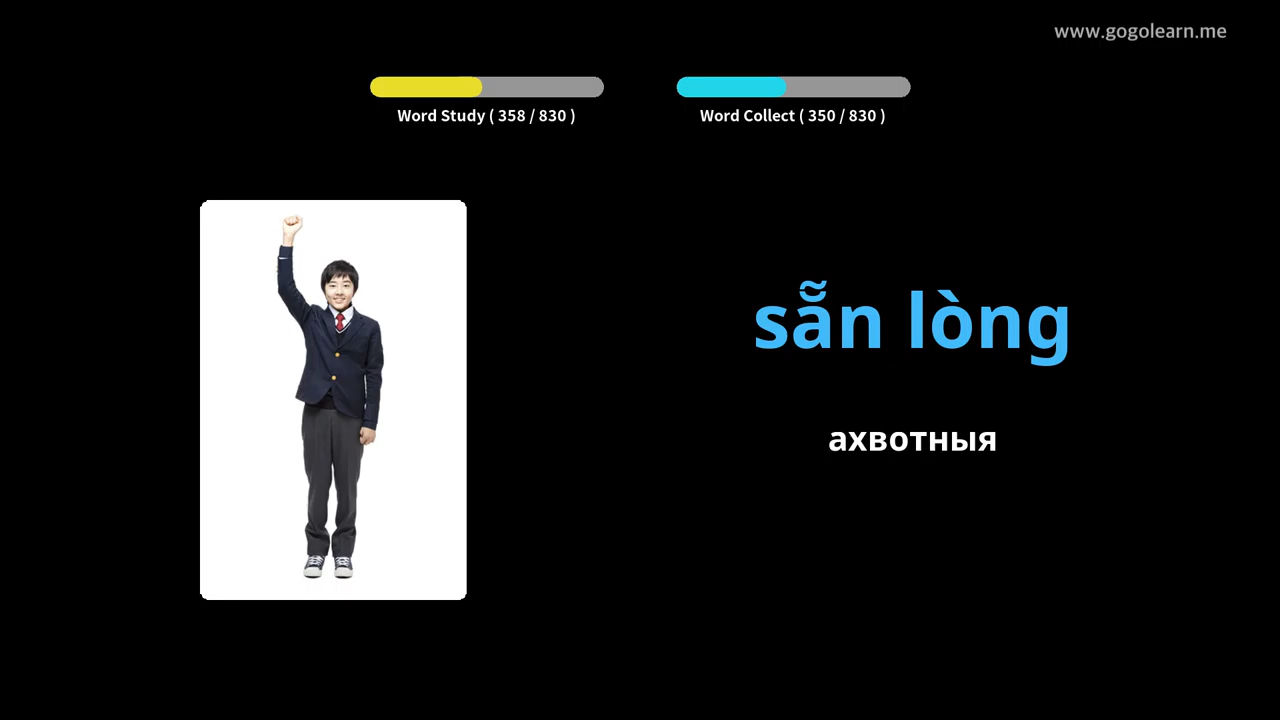 www.gogolearn.me
Word Study ( 358 / 830 )
Word Collect ( 350 / 830 )
sẵn lòng
ахвотныя